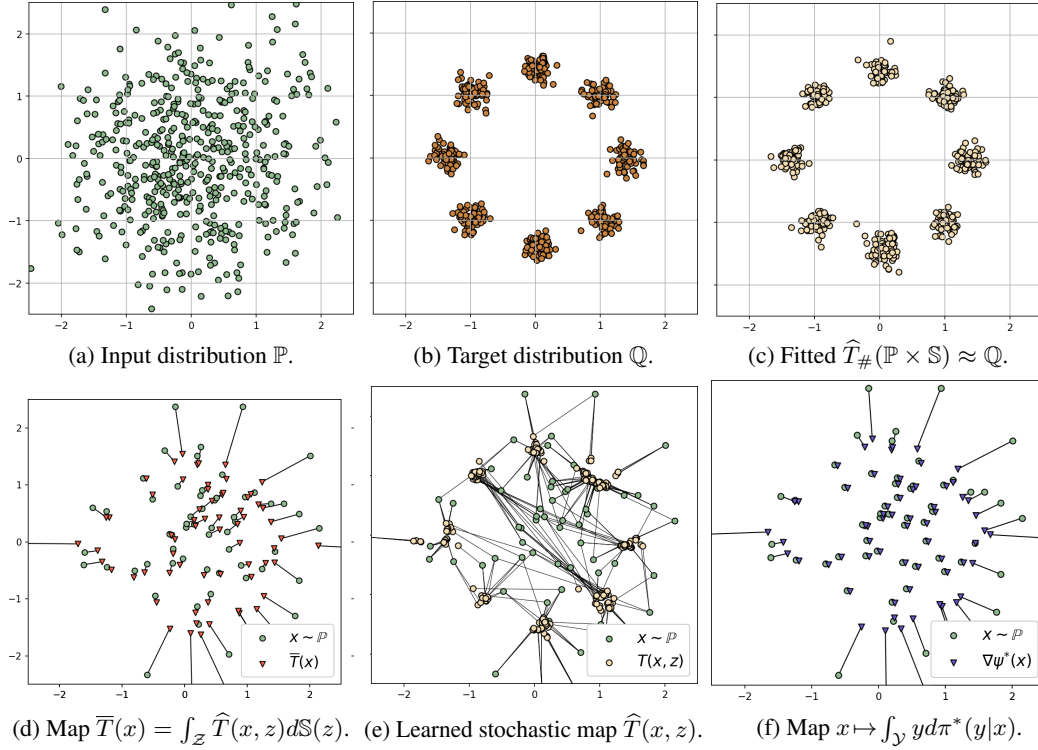 2
1
0
−1
−2
−2 −1 0 1 2
−2 −1 0 1 2
−2 −1 0 1 2
(a) Input distribution ℙ.
(b) Target distribution ℚ.
(c) Fitted T̂#(ℙ × 𝕊) ≈ ℚ.
2
1
0
−1
−2
x ~ ℙ
T̅(x)
x ~ ℙ
T(x, z)
x ~ ℙ
∇ψ*(x)
−2 −1 0 1 2
−2 −1 0 1 2
−2 −1 0 1 2
(d) Map T̅(x) = ∫𝒵 T̂(x, z)d𝕊(z).
(e) Learned stochastic map T̂(x, z).
(f) Map x ↦ ∫𝒴 ydπ*(y|x).